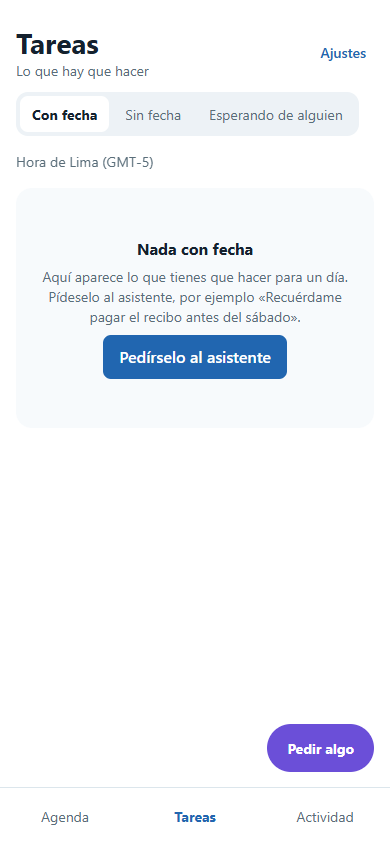 Tareas
Ajustes
Lo que hay que hacer
Con fecha
Sin fecha
Esperando de alguien
Hora de Lima (GMT-5)
Nada con fecha
Aquí aparece lo que tienes que hacer para un día.
Pídeselo al asistente, por ejemplo «Recuérdame
pagar el recibo antes del sábado».
Pedírselo al asistente
Pedir algo
Agenda
Tareas
Actividad